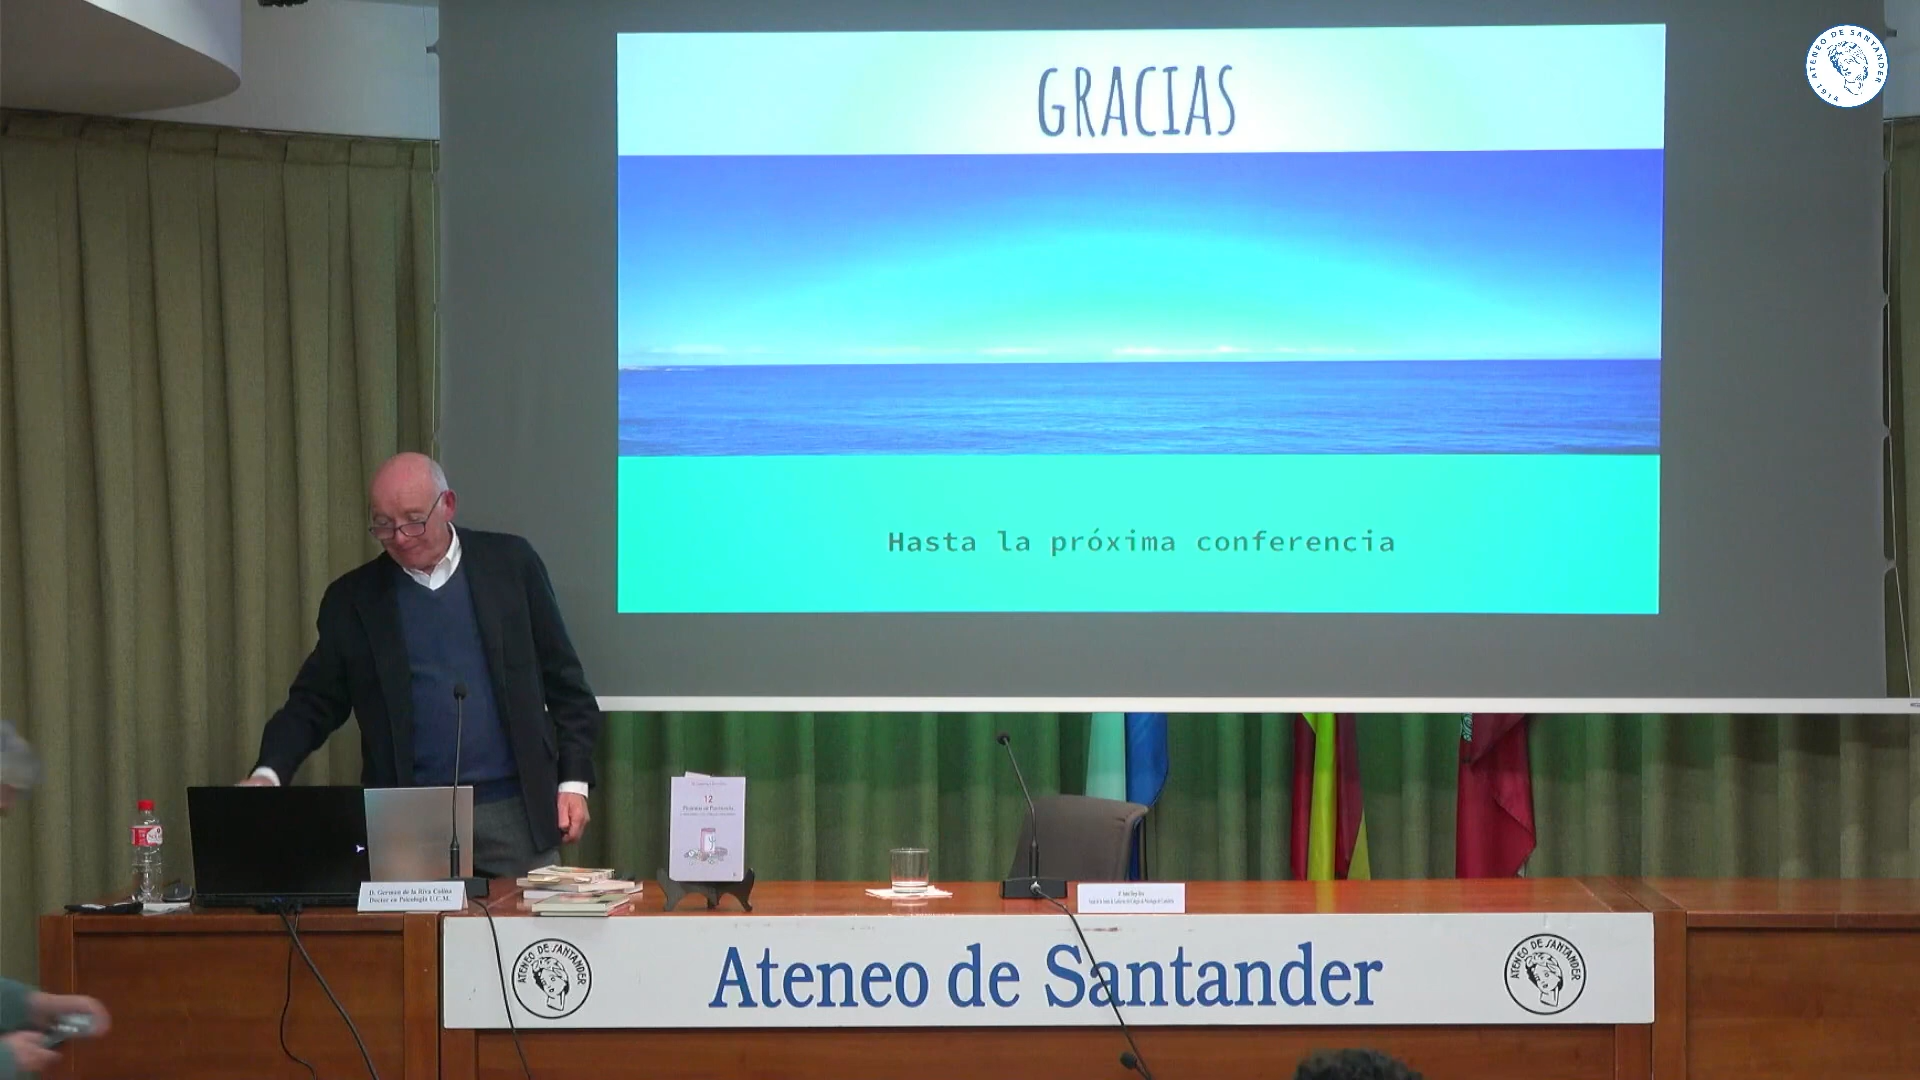 GRACIAS
Hasta la próxima conferencia
ATENEO DE SANTANDER
1914
12
D. German de la Riva Colina
Doctor en Psicología U.C.M.
ATENEO DE SANTANDER
Ateneo de Santander
ATENEO DE SANTANDER